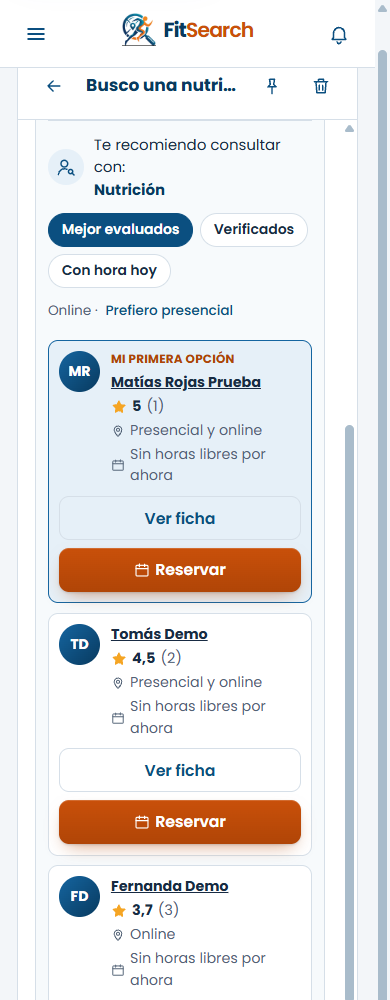 FitSearch
Busco una nutri...
Te recomiendo consultar
con:
Nutrición
Mejor evaluados
Verificados
Con hora hoy
Online · Prefiero presencial
MR
MI PRIMERA OPCIÓN
Matías Rojas Prueba
5 (1)
Presencial y online
Sin horas libres por
ahora
Ver ficha
Reservar
TD
Tomás Demo
4,5 (2)
Presencial y online
Sin horas libres por
ahora
Ver ficha
Reservar
FD
Fernanda Demo
3,7 (3)
Online
Sin horas libres por
ahora